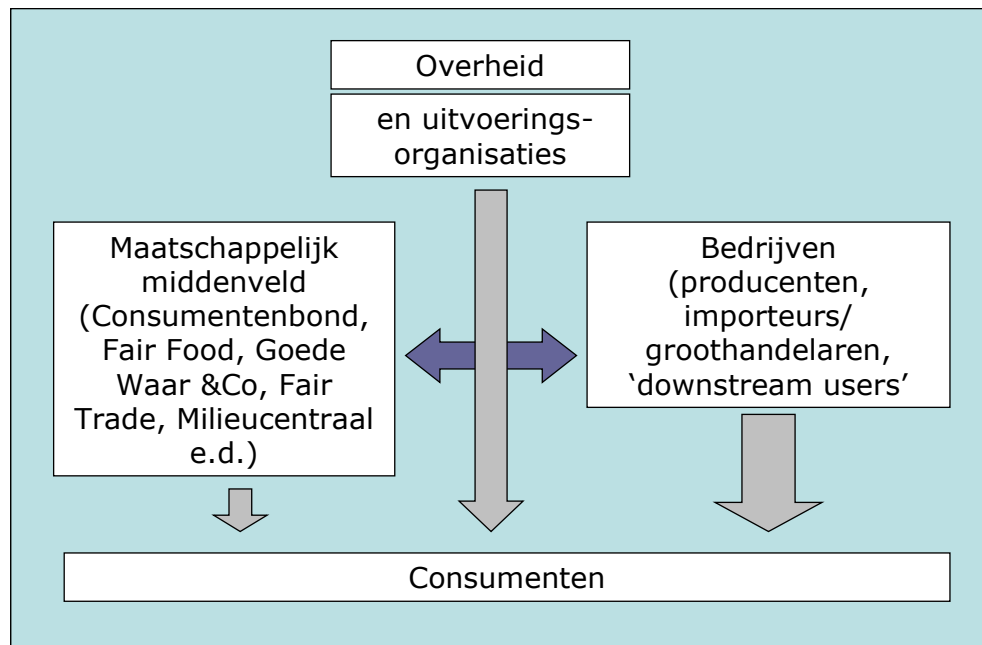 Overheid
en uitvoerings-
organisaties
Maatschappelijk
middenveld
(Consumentenbond,
Fair Food, Goede
Waar &Co, Fair
Trade, Milieucentraal
e.d.)
Bedrijven
(producenten,
importeurs/
groothandelaren,
‘downstream users’
Consumenten